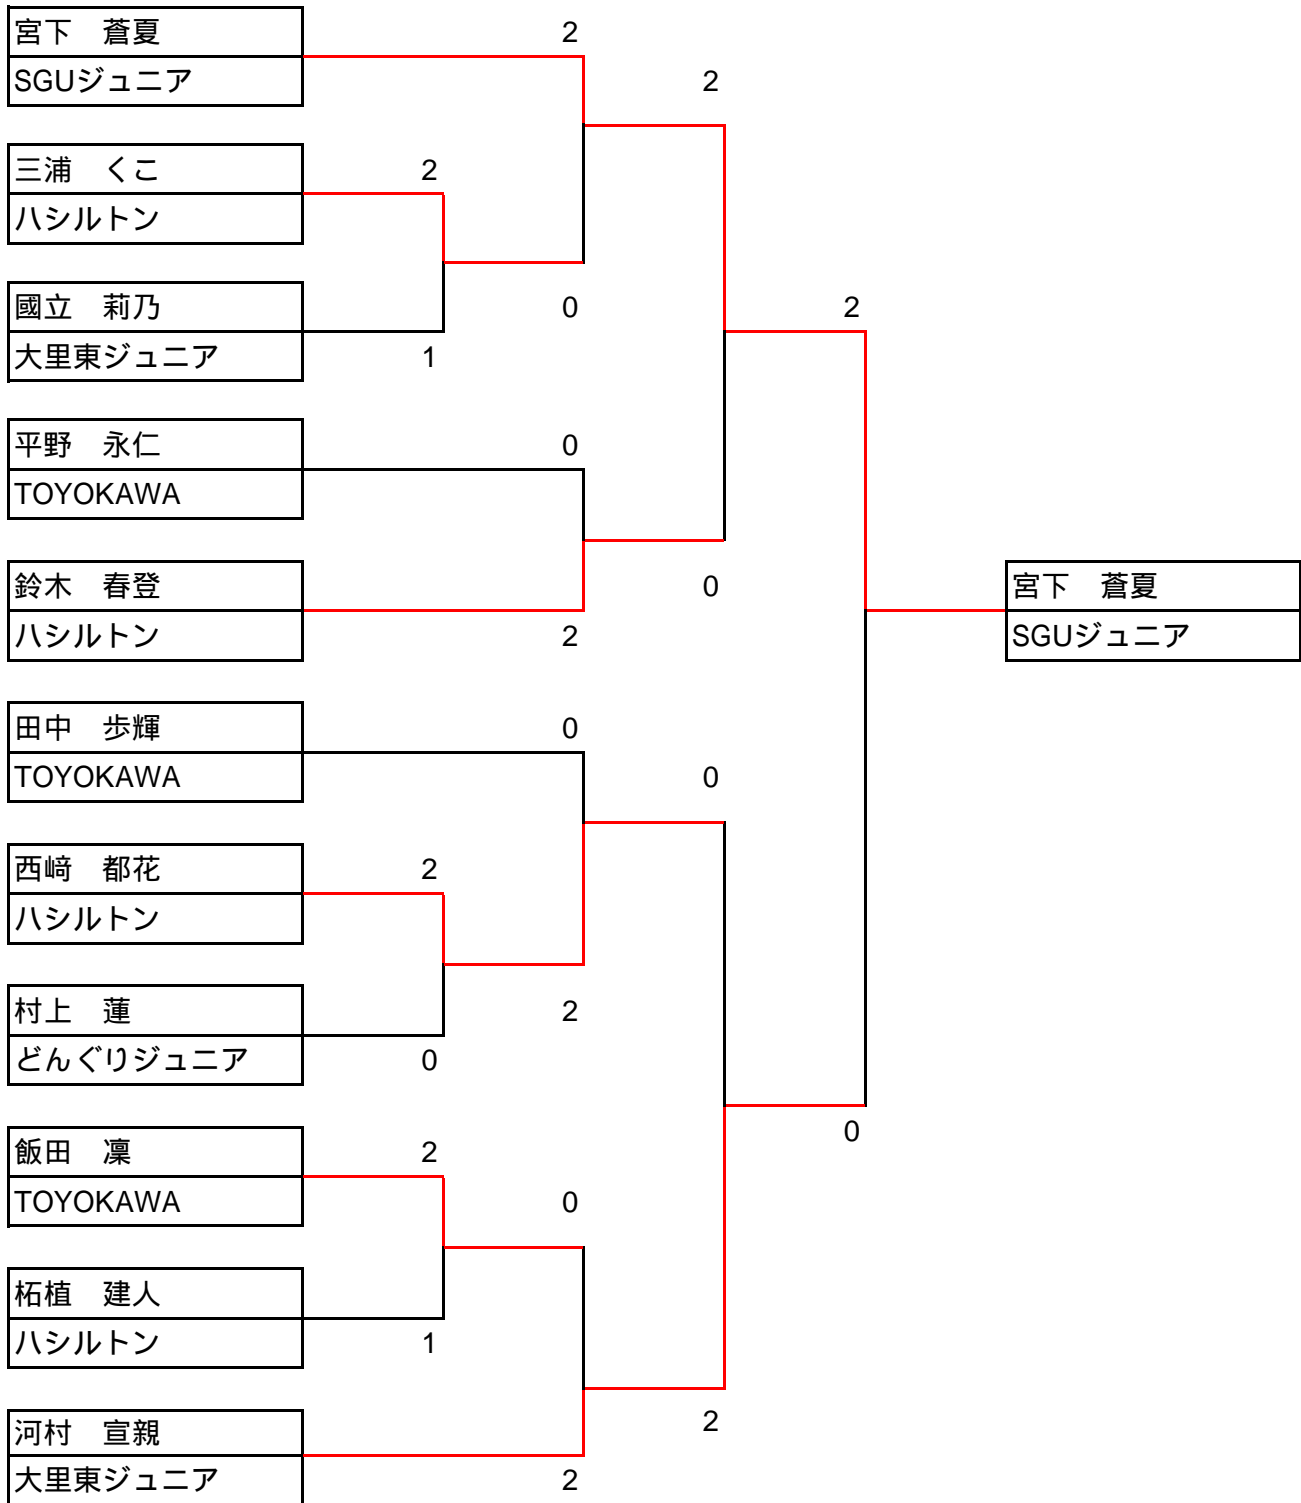 宮下　蒼夏
2
SGUジュニア
2
三浦　くこ
2
ハシルトン
國立　莉乃
0
2
大里東ジュニア
1
平野　永仁
0
TOYOKAWA
鈴木　春登
0
宮下　蒼夏
ハシルトン
2
SGUジュニア
田中　歩輝
0
TOYOKAWA
0
西﨑　都花
2
ハシルトン
村上　蓮
2
どんぐりジュニア
0
0
飯田　凜
2
TOYOKAWA
0
柘植　建人
ハシルトン
1
河村　宣親
2
大里東ジュニア
2